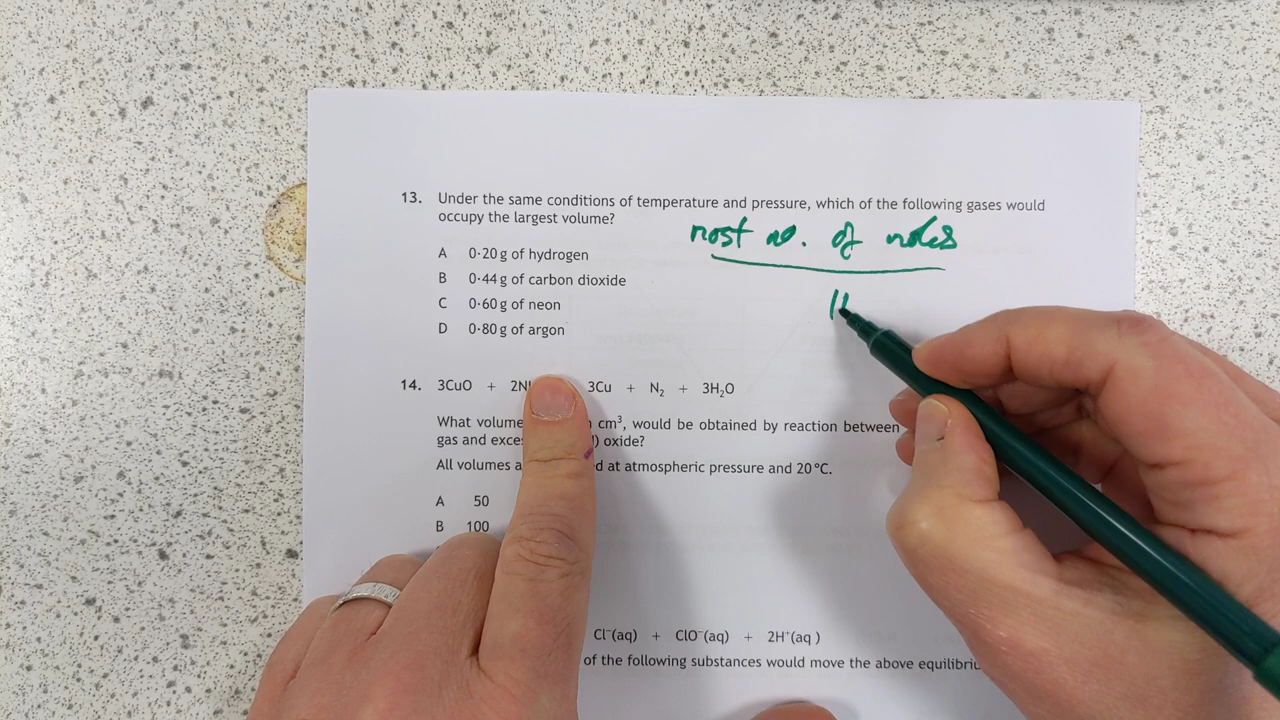 13. Under the same conditions of temperature and pressure, which of the following gases would
occupy the largest volume?
most no. of moles
A 0·20 g of hydrogen
B 0·44 g of carbon dioxide
C 0·60 g of neon
D 0·80 g of argon
14. 3CuO + 3Cu + N₂ + 3H₂O
What volume cm³, would be obtained by reaction between
gas and oxide?
All volumes at atmospheric pressure and 20 °C.
A 50
B 100
Cl⁻(aq) + ClO⁻(aq) + 2H⁺(aq )
of the following substances would move the above